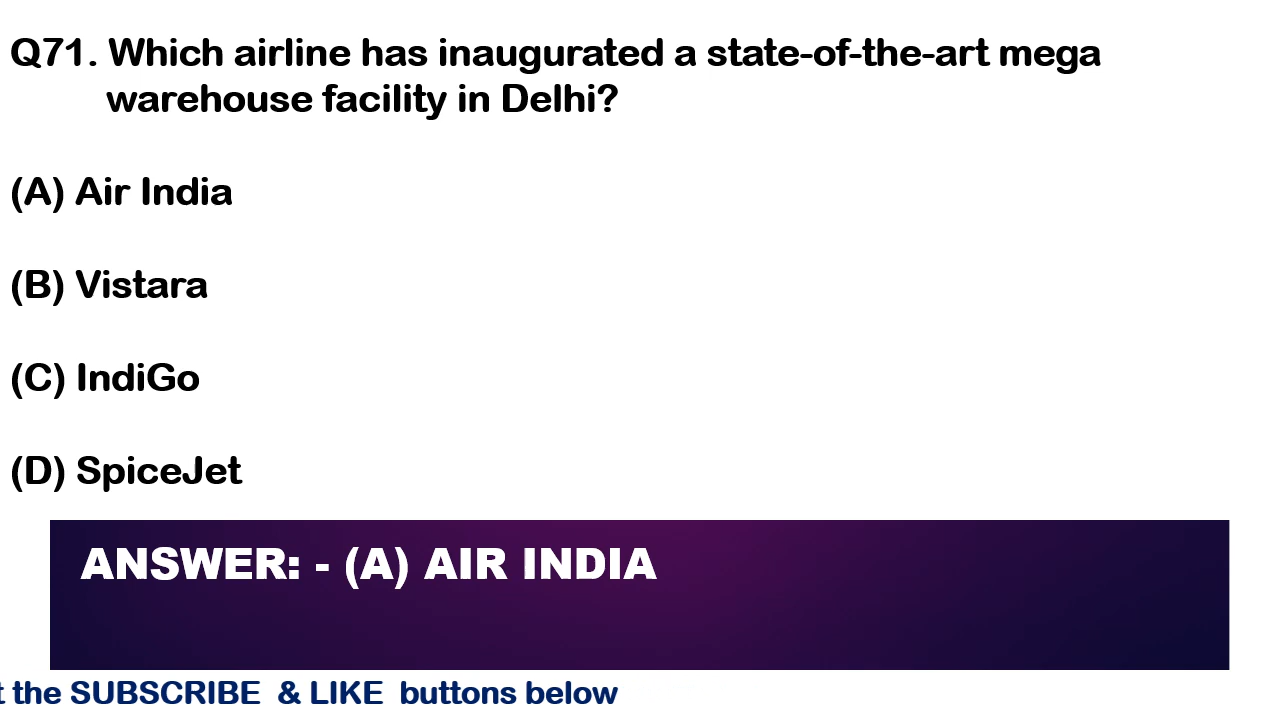 Q71. Which airline has inaugurated a state-of-the-art mega
warehouse facility in Delhi?
(A) Air India
(B) Vistara
(C) IndiGo
(D) SpiceJet
ANSWER: - (A) AIR INDIA
t the SUBSCRIBE & LIKE buttons below